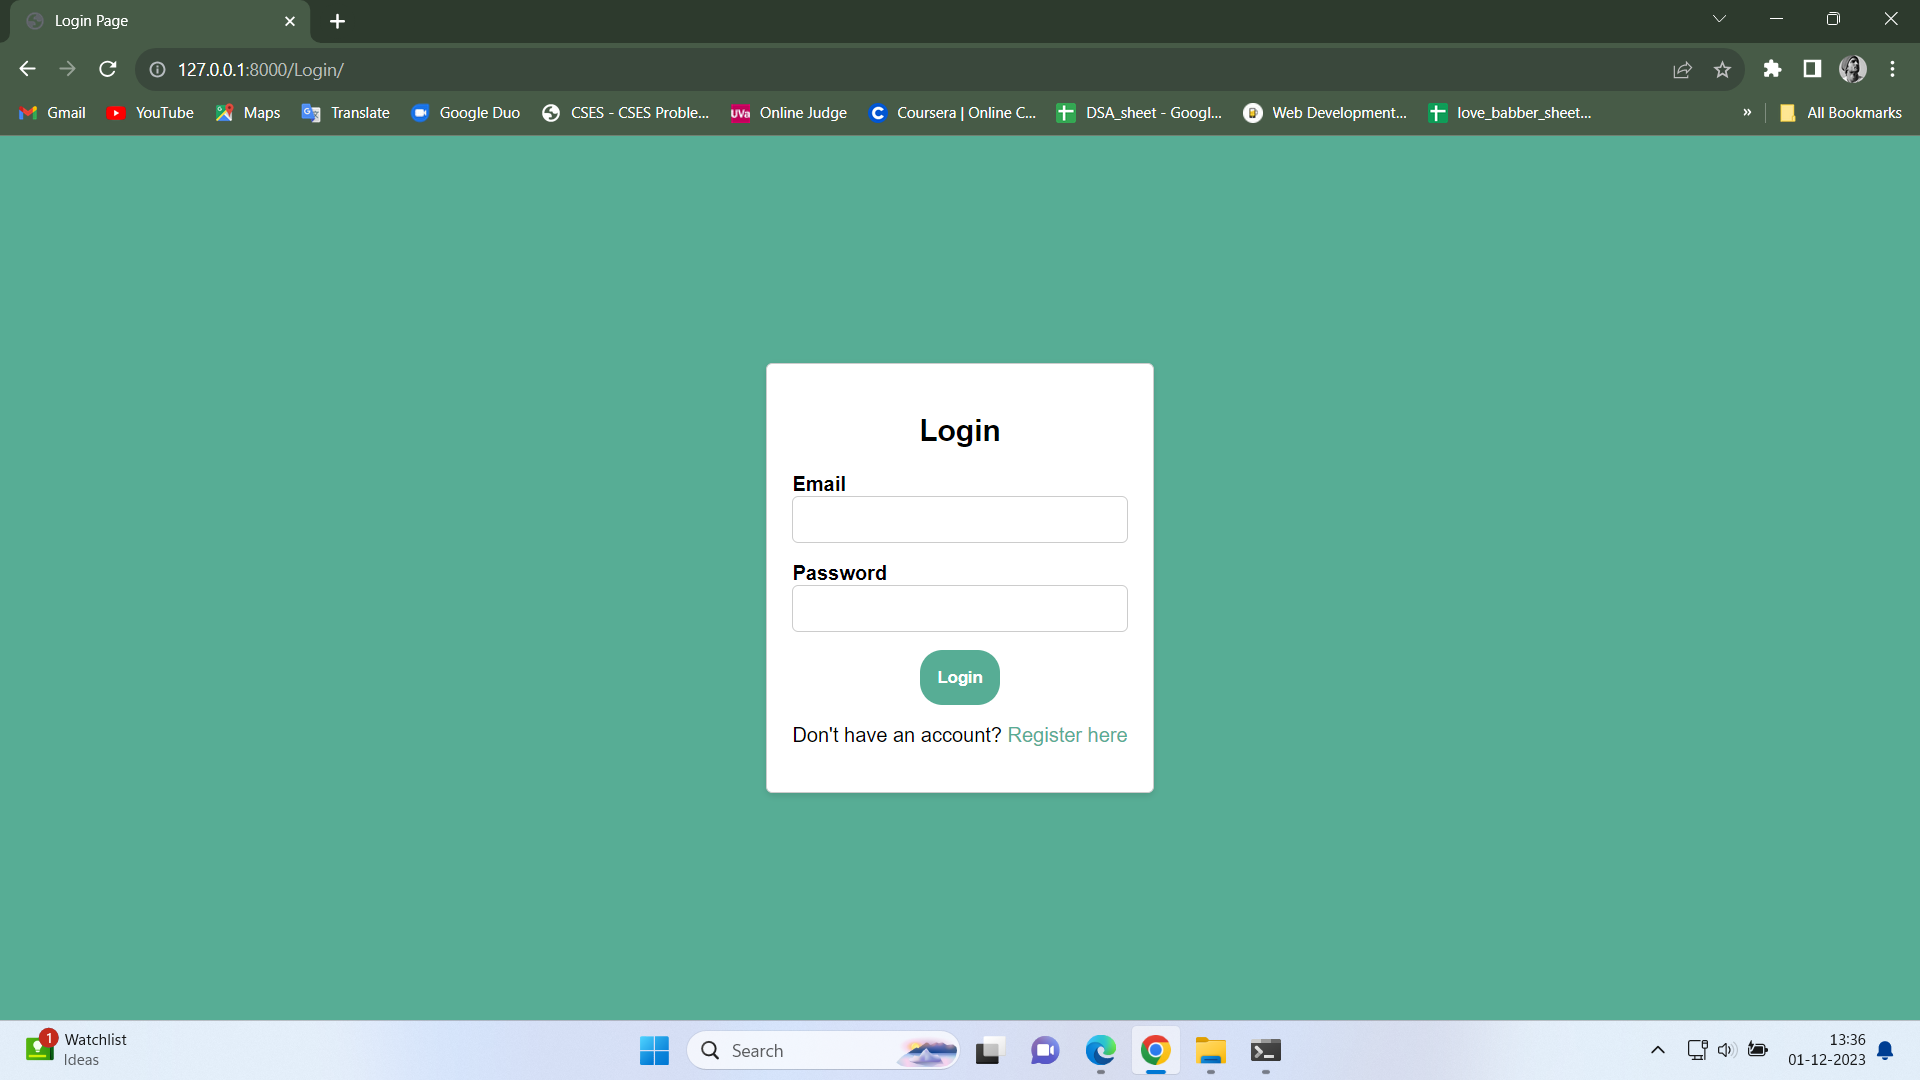 Login Page
127.0.0.1:8000/Login/
Gmail YouTube Maps Translate Google Duo CSES - CSES Proble... UVa Online Judge Coursera | Online C... DSA_sheet - Googl... Web Development... love_babber_sheet... » All Bookmarks
Login
Email
Password
Login
Don't have an account? Register here
1 Watchlist
Ideas
Search
13:36
01-12-2023